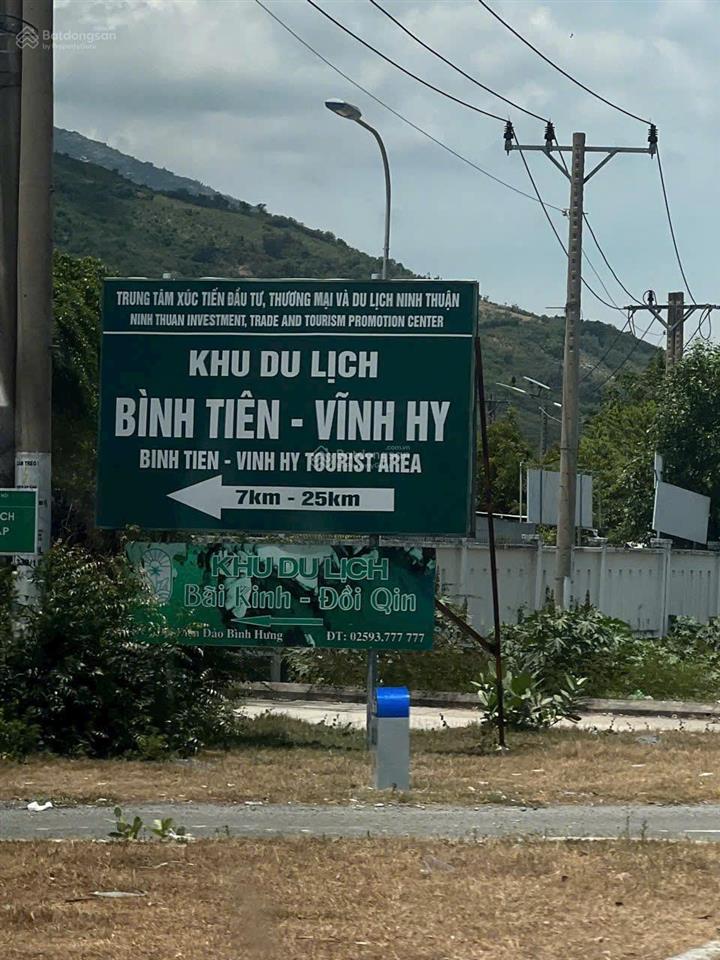 Batdongsan
by PropertyGuru
TRUNG TÂM XÚC TIẾN ĐẦU TƯ, THƯƠNG MẠI VÀ DU LỊCH NINH THUẬN
NINH THUAN INVESTMENT, TRADE AND TOURISM PROMOTION CENTER
KHU DU LỊCH
BÌNH TIÊN - VĨNH HY
BINH TIEN - VINH HY TOURIST AREA
7km - 25km
KHU DU LỊCH
Bãi Kinh - Đồi Qin
Đảo Bình Hưng
ĐT: 02593.777 777